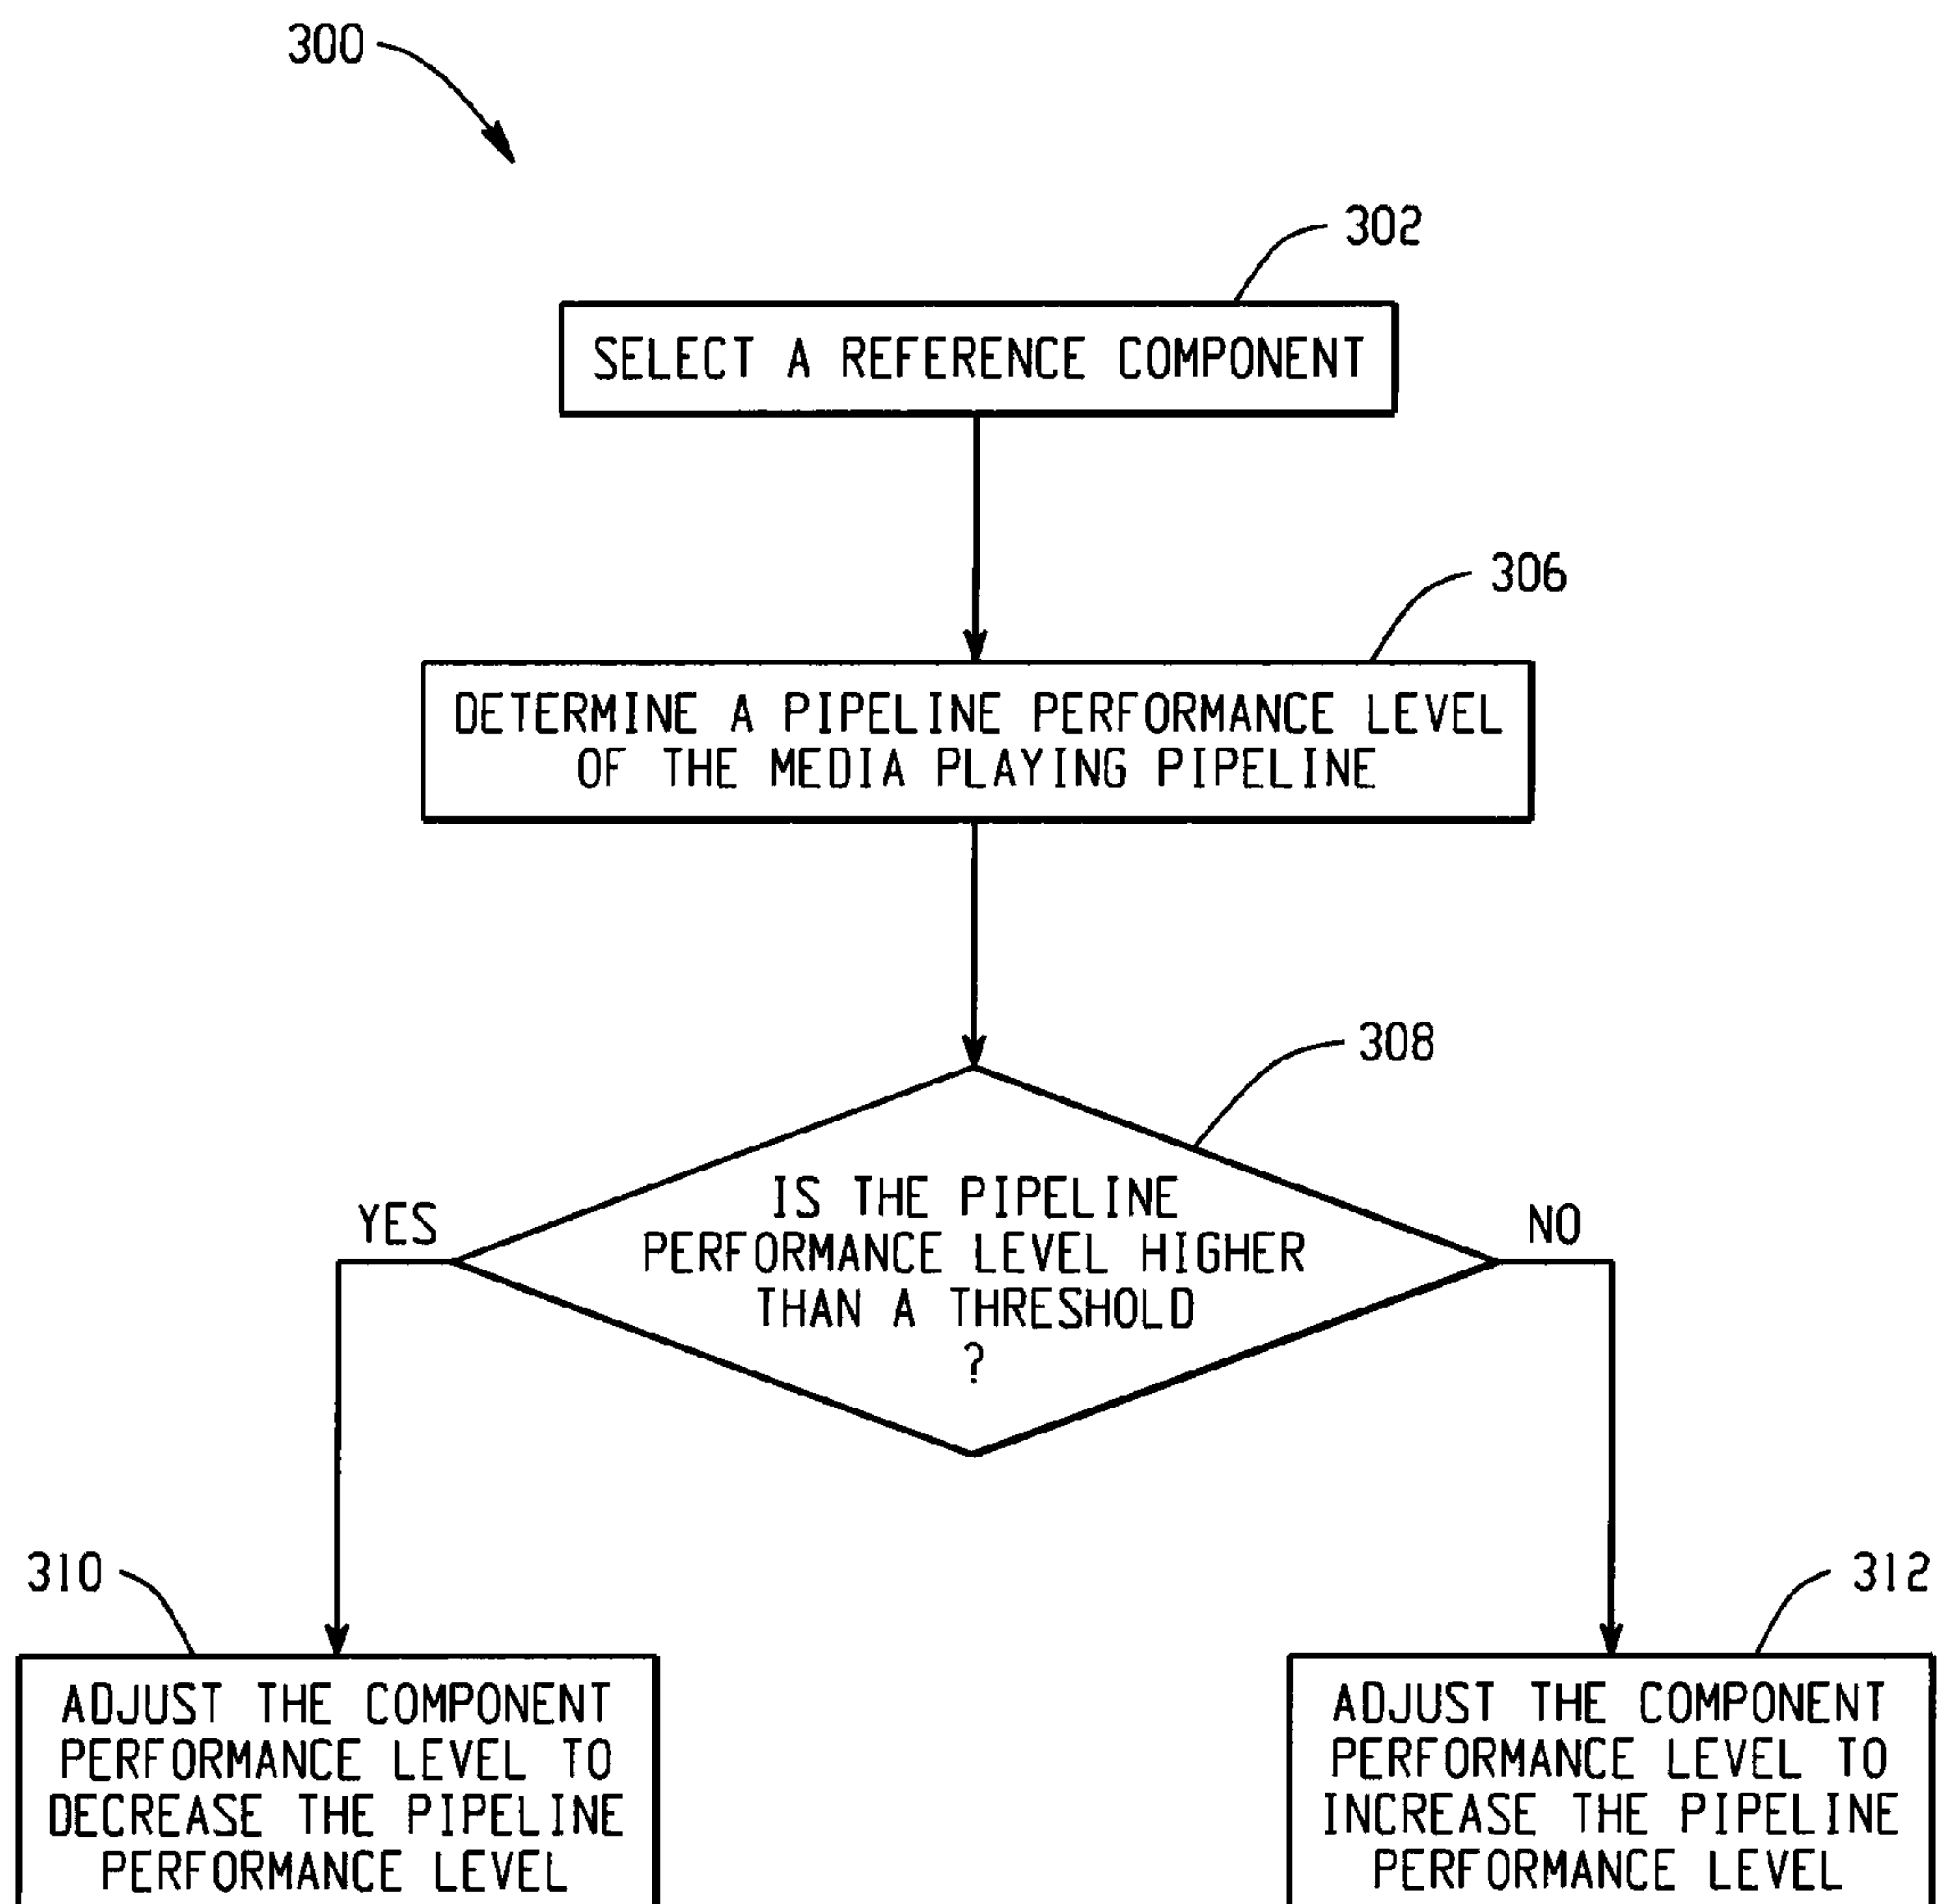 300
302
SELECT A REFERENCE COMPONENT
306
DETERMINE A PIPELINE PERFORMANCE LEVEL
OF THE MEDIA PLAYING PIPELINE
308
IS THE PIPELINE
PERFORMANCE LEVEL HIGHER
THAN A THRESHOLD
?
YES
NO
310
ADJUST THE COMPONENT
PERFORMANCE LEVEL TO
DECREASE THE PIPELINE
PERFORMANCE LEVEL
312
ADJUST THE COMPONENT
PERFORMANCE LEVEL TO
INCREASE THE PIPELINE
PERFORMANCE LEVEL